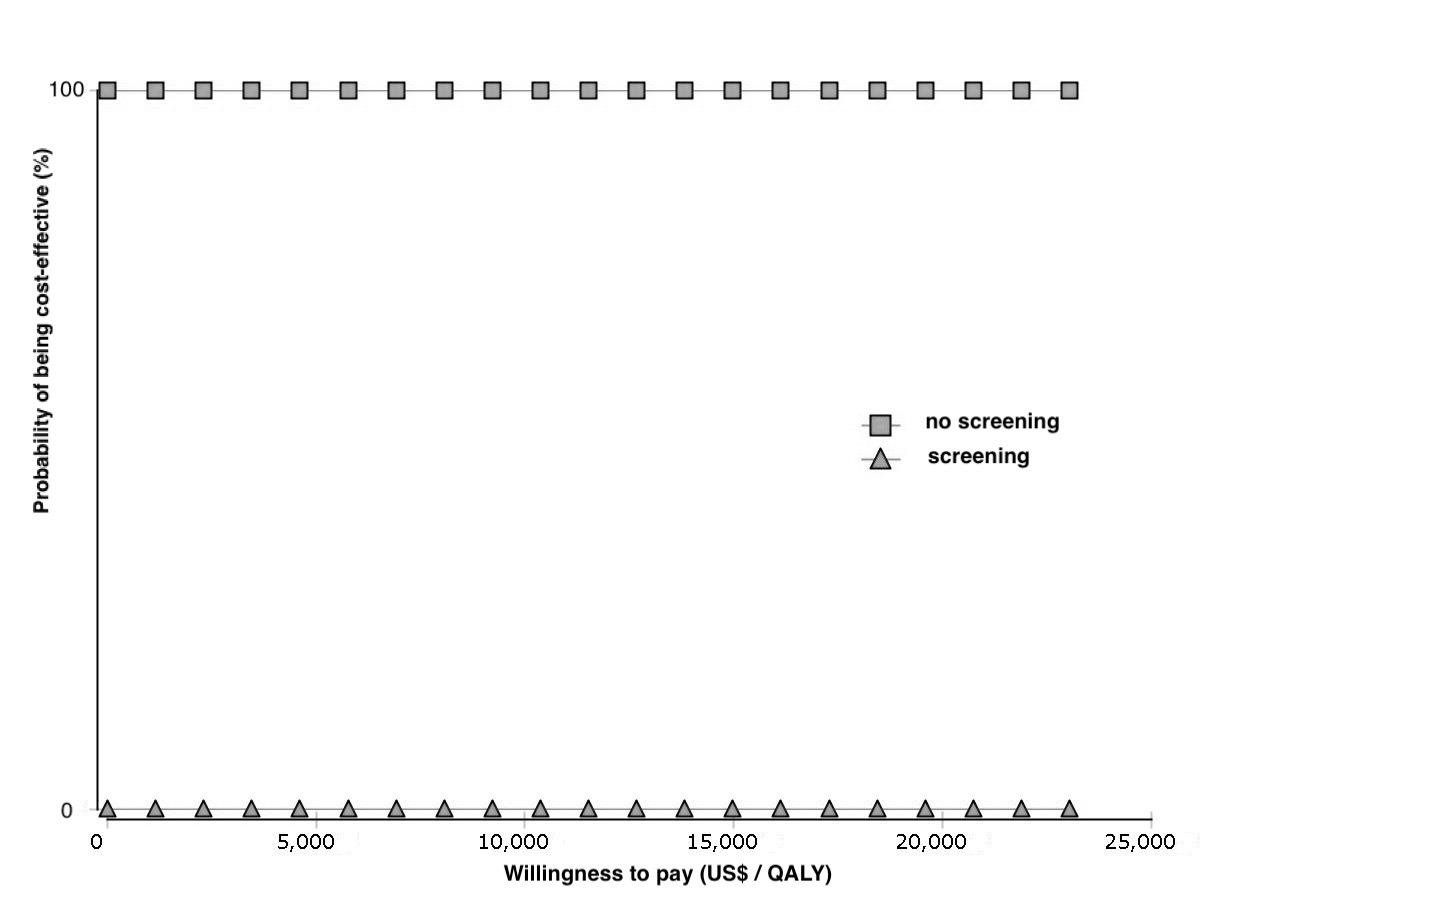 100
Probability of being cost-effective (%)
no screening
screening
0
0 5,000 10,000 15,000 20,000 25,000
Willingness to pay (US$ / QALY)